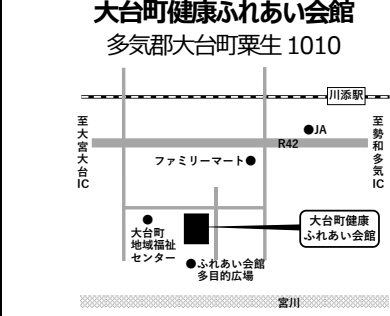 大台町健康ふれあい会館
多気郡大台町粟生 1010
川添駅
至大宮大台IC
至勢和多気IC
●JA
R42
ファミリーマート●
大台町
地域福祉
センター
大台町健康
ふれあい会館
●ふれあい会館
多目的広場
宮川